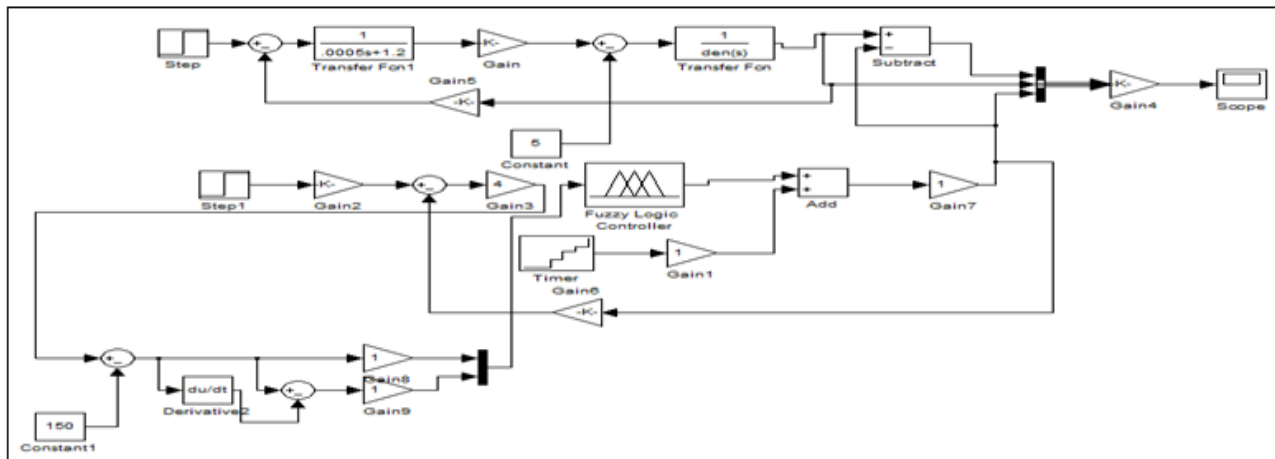 Step
+
−
1
.0005s+1.2
Transfer Fcn1
K-
Gain
+
−
1
den(s)
Transfer Fcn
+
−
Subtract
K-
Gain4
Scope
Gain5
-K-
5
Constant
Step1
-K-
Gain2
+
−
4
Gain3
Fuzzy Logic
Controller
+
+
Add
1
Gain7
Timer
1
Gain1
Gain6
-K-
+
−
1
Gain8
du/dt
Derivative2
+
−
1
Gain9
150
Constant1